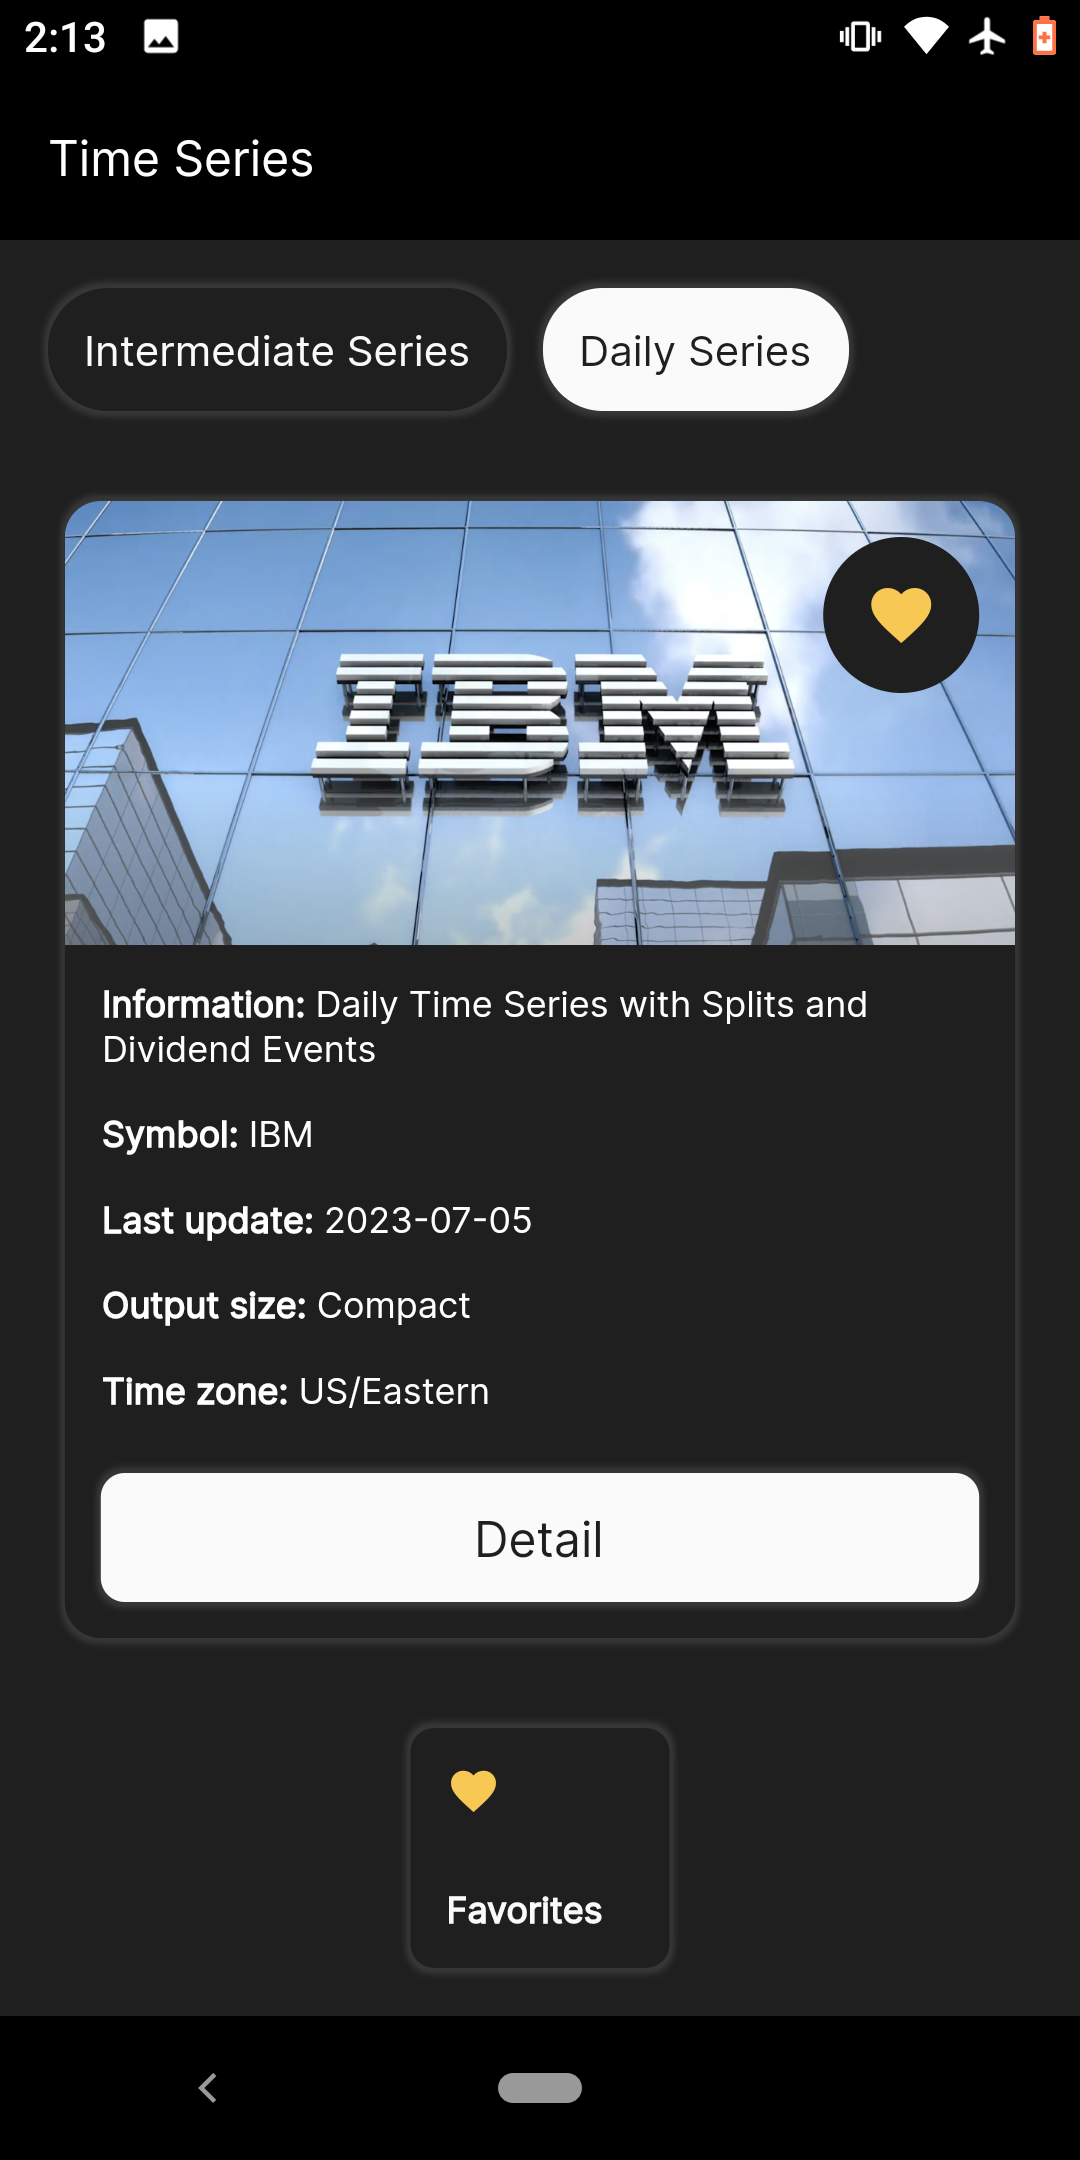 2:13
Time Series
Intermediate Series
Daily Series
IBM
Information: Daily Time Series with Splits and
Dividend Events
Symbol: IBM
Last update: 2023-07-05
Output size: Compact
Time zone: US/Eastern
Detail
Favorites